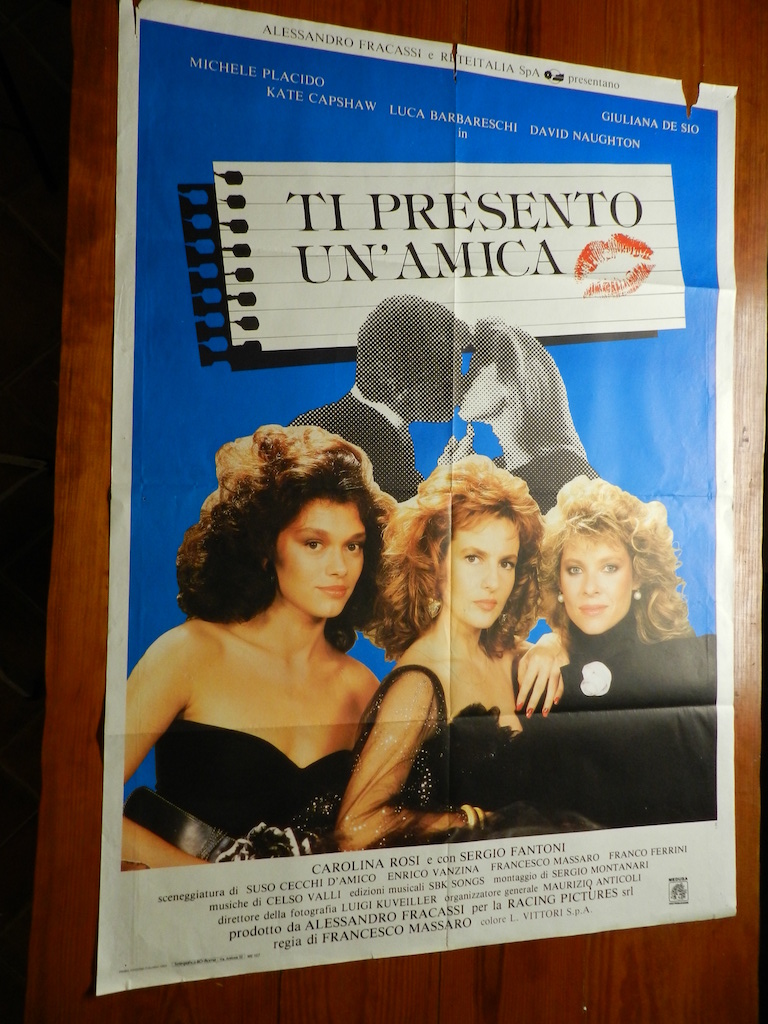 ALESSANDRO FRACASSI e RETEITALIA SpA presentano
MICHELE PLACIDO
KATE CAPSHAW
LUCA BARBARESCHI
in
DAVID NAUGHTON
GIULIANA DE SIO
TI PRESENTO
UN'AMICA
CAROLINA ROSI e con SERGIO FANTONI
sceneggiatura di SUSO CECCHI D'AMICO ENRICO VANZINA FRANCESCO MASSARO FRANCO FERRINI
musiche di CELSO VALLI edizioni musicali SBK SONGS montaggio di SERGIO MONTANARI
direttore della fotografia LUIGI KUVEILLER organizzatore generale MAURIZIO ANTICOLI
prodotto da ALESSANDRO FRACASSI per la RACING PICTURES srl
regia di FRANCESCO MASSARO colore L. VITTORI S.p.A.
MEDUSA